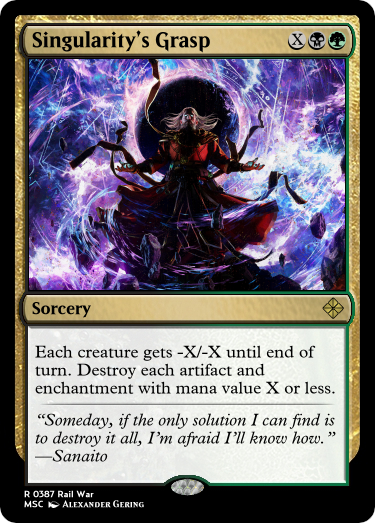 Singularity's Grasp X
Sorcery
Each creature gets -X/-X until end of
turn. Destroy each artifact and
enchantment with mana value X or less.
“Someday, if the only solution I can find is
to destroy it all, I’m afraid I’ll know how.”
—Sanaito
R 0387 Rail War
MSC Alexander Gering